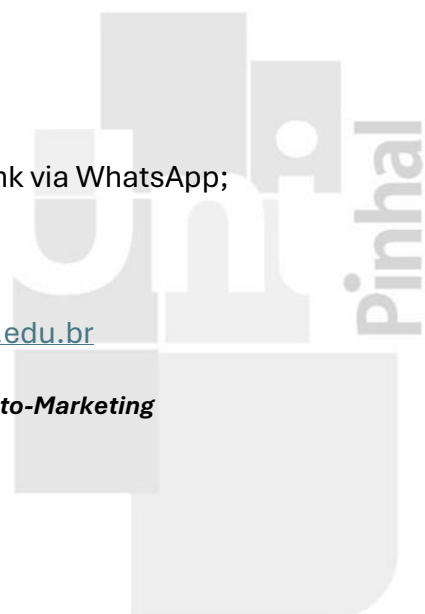 nk via WhatsApp;
.edu.br
to-Marketing
Uni
Pinhal